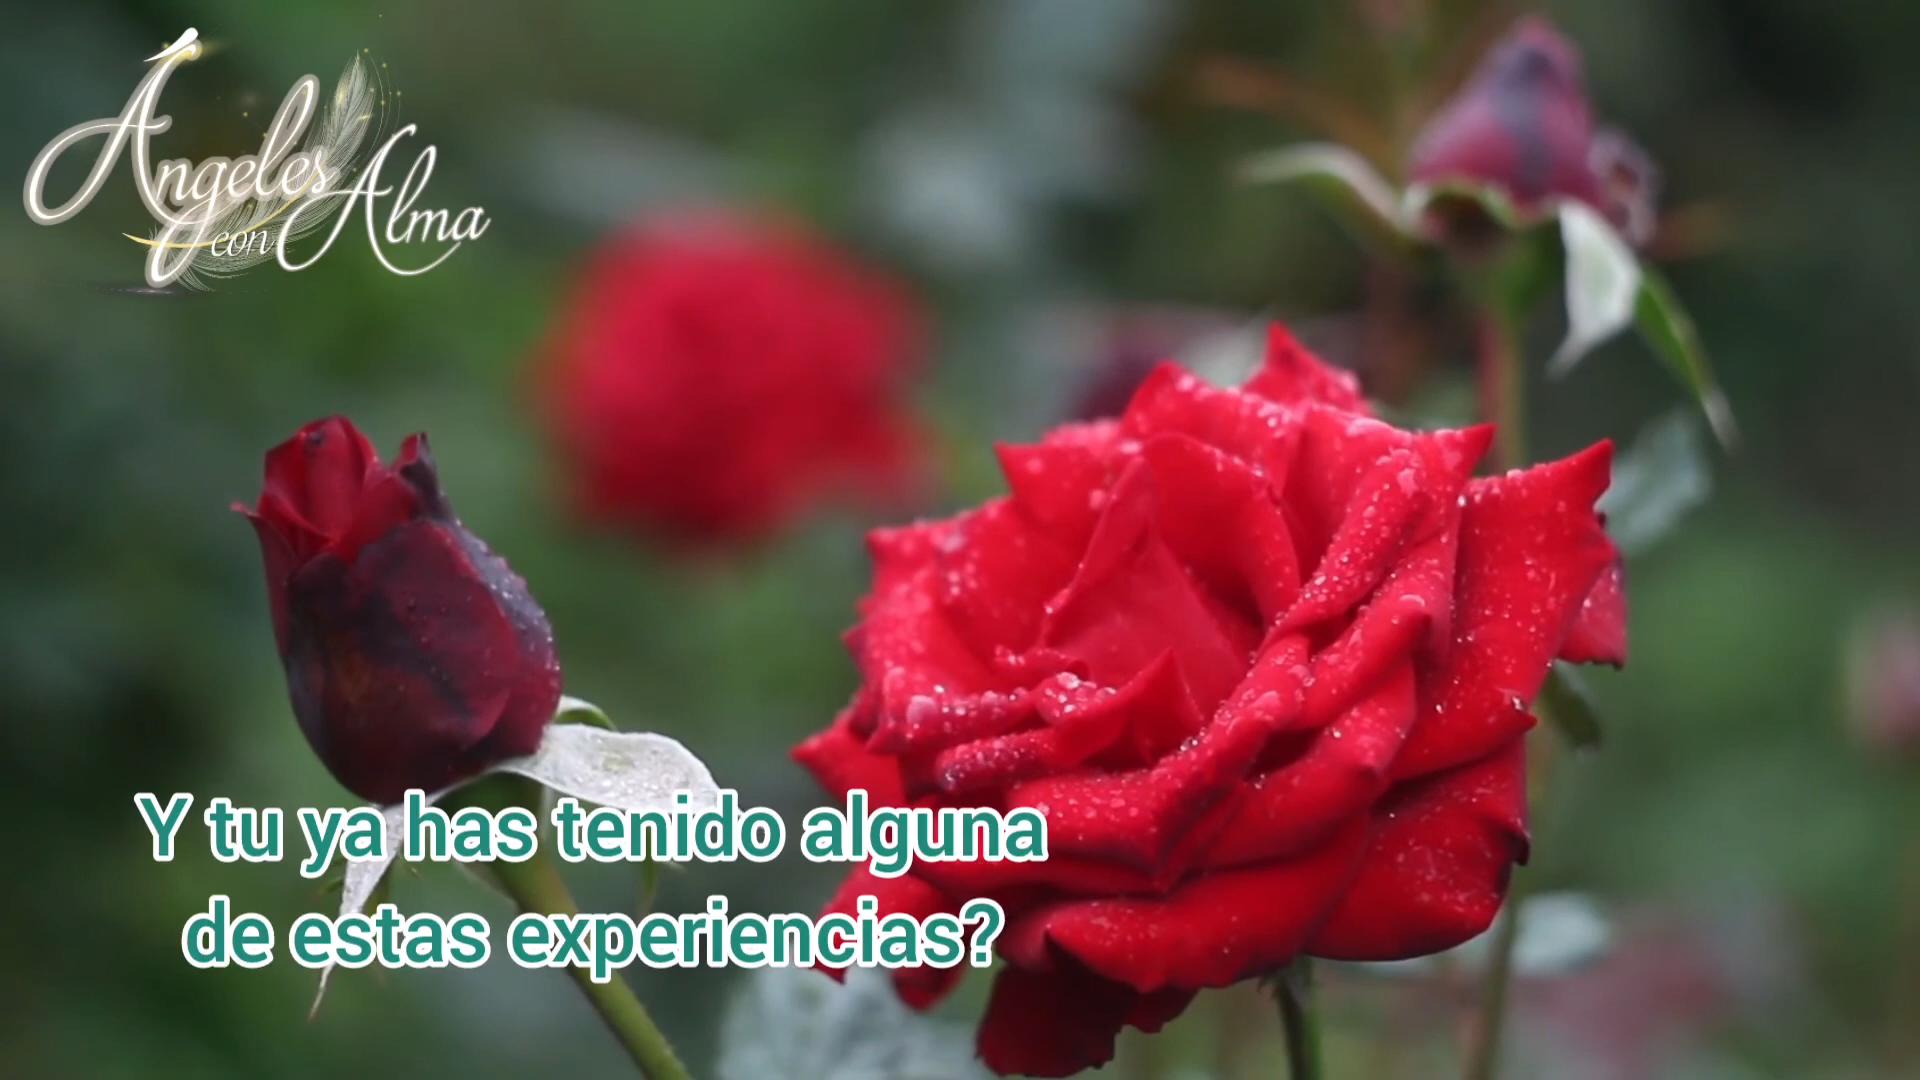 Ángeles
con Alma
Y tu ya has tenido alguna
de estas experiencias?